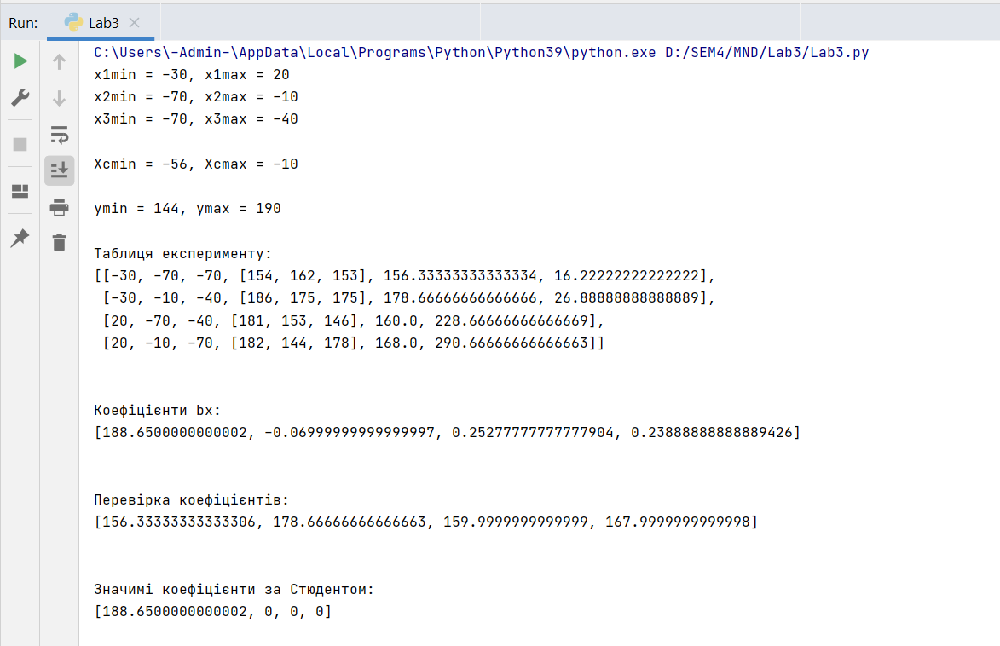 Run: Lab3
C:\Users\-Admin-\AppData\Local\Programs\Python\Python39\python.exe D:/SEM4/MND/Lab3/Lab3.py
x1min = -30, x1max = 20
x2min = -70, x2max = -10
x3min = -70, x3max = -40
Xcmin = -56, Xcmax = -10
ymin = 144, ymax = 190
Таблиця експерименту:
[[-30, -70, -70, [154, 162, 153], 156.33333333333334, 16.22222222222222],
[-30, -10, -40, [186, 175, 175], 178.66666666666666, 26.88888888888889],
[20, -70, -40, [181, 153, 146], 160.0, 228.66666666666669],
[20, -10, -70, [182, 144, 178], 168.0, 290.66666666666663]]
Коефіцієнти bx:
[188.6500000000002, -0.06999999999999997, 0.25277777777777904, 0.23888888888889426]
Перевірка коефіцієнтів:
[156.33333333333306, 178.66666666666663, 159.9999999999999, 167.9999999999998]
Значимі коефіцієнти за Стюдентом:
[188.6500000000002, 0, 0, 0]